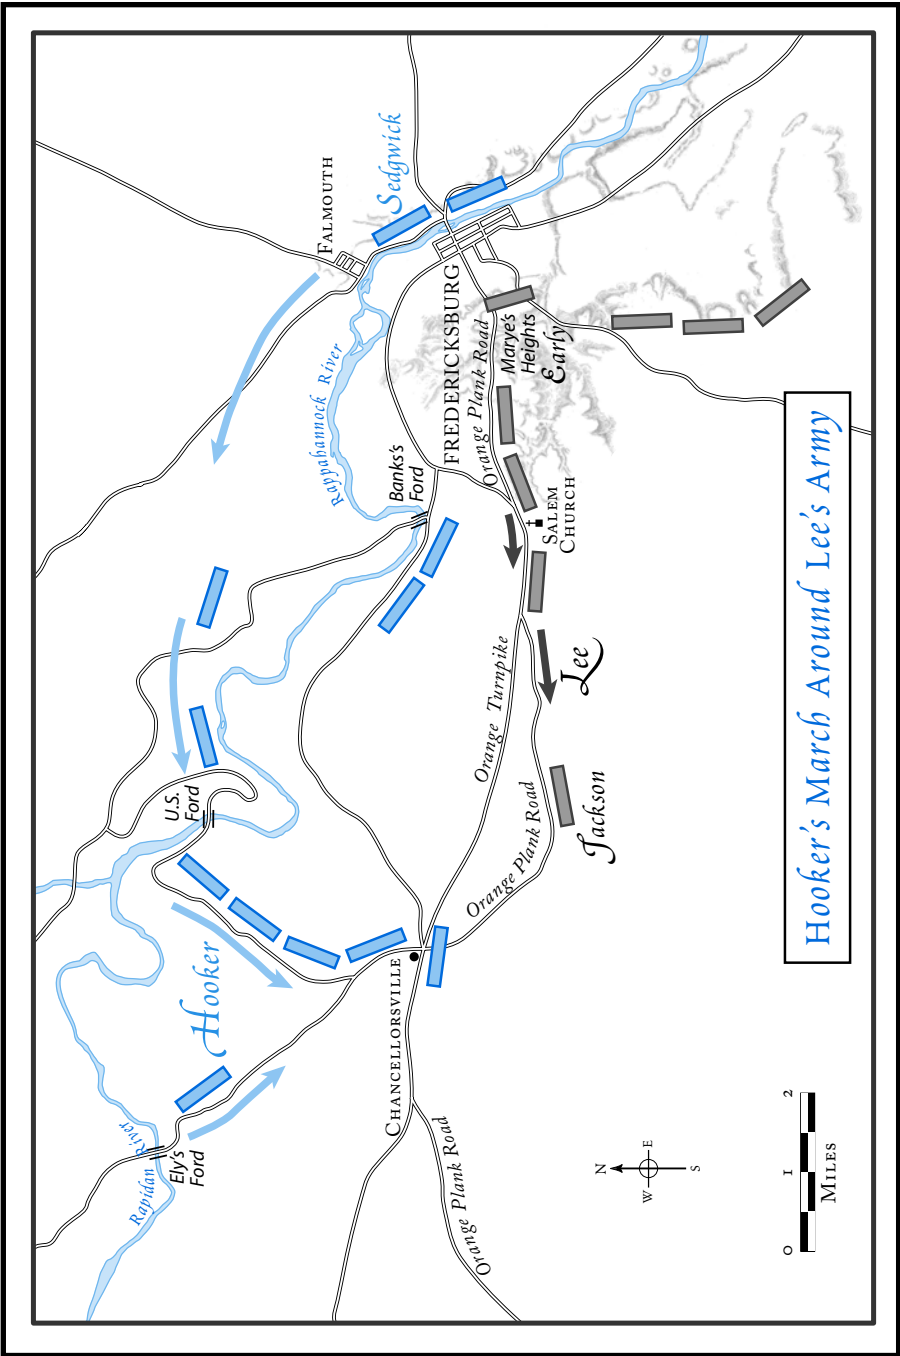 Hooker's March Around Lee's Army
Rapidan River
Ely's
Ford
Hooker
U.S.
Ford
Rappahannock River
Banks's
Ford
FALMOUTH
Sedgwick
CHANCELLORSVILLE
Orange Plank Road
Orange Turnpike
Orange Plank Road
FREDERICKSBURG
Orange Plank Road
Marye's
Heights
Early
SALEM
CHURCH
Lee
Jackson
N
W
E
S
0 1 2
MILES